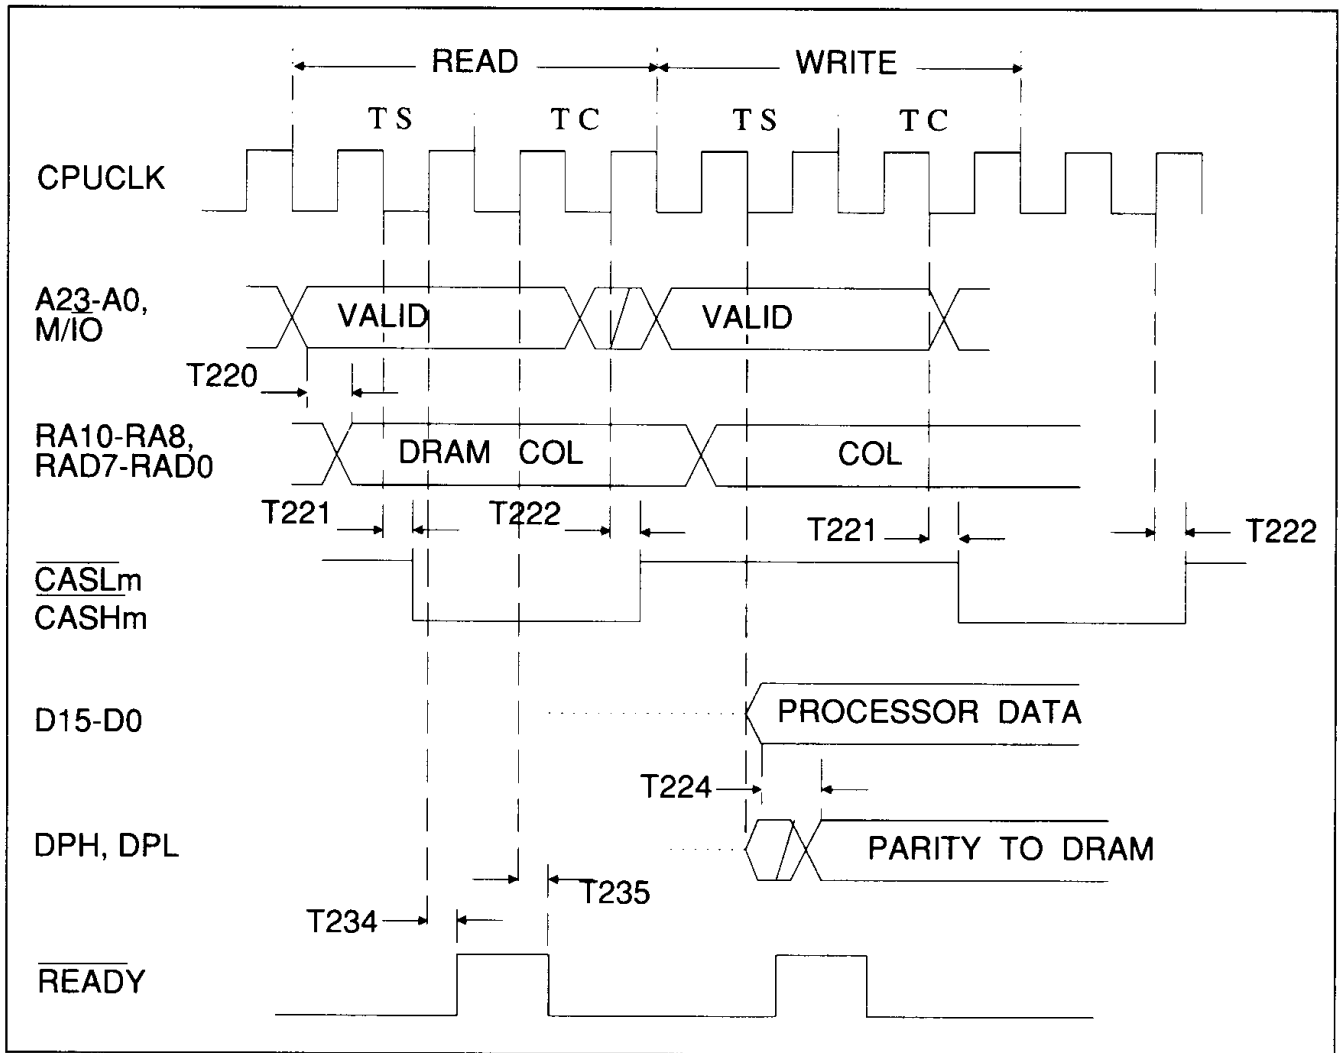 READ WRITE
T S T C T S T C
CPUCLK
A23-A0,
M/IO
VALID VALID
T220
RA10-RA8,
RAD7-RAD0
DRAM COL COL
T221 T222 T221 T222
CASLm
CASHm
D15-D0
PROCESSOR DATA
T224
DPH, DPL
PARITY TO DRAM
T235
T234
READY